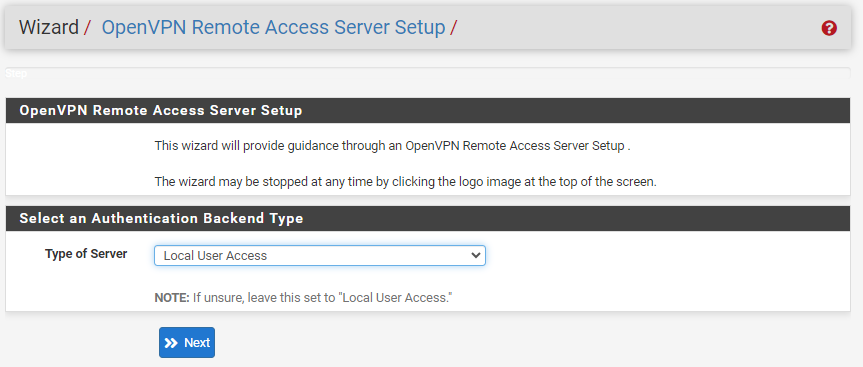 Wizard / OpenVPN Remote Access Server Setup /
Step
OpenVPN Remote Access Server Setup
This wizard will provide guidance through an OpenVPN Remote Access Server Setup .
The wizard may be stopped at any time by clicking the logo image at the top of the screen.
Select an Authentication Backend Type
Type of Server
Local User Access
NOTE: If unsure, leave this set to "Local User Access."
Next